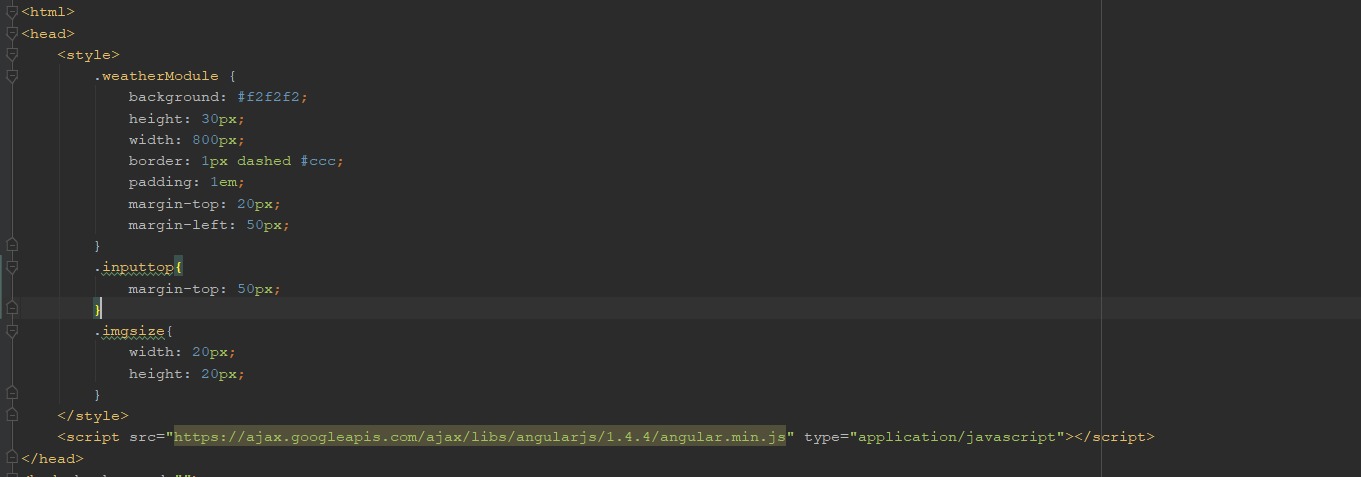 <html>
<head>
    <style>
        .weatherModule {
            background: #f2f2f2;
            height: 30px;
            width: 800px;
            border: 1px dashed #ccc;
            padding: 1em;
            margin-top: 20px;
            margin-left: 50px;
        }
        .inputtop{
            margin-top: 50px;
        }
        .imgsize{
            width: 20px;
            height: 20px;
        }
    </style>
    <script src="https://ajax.googleapis.com/ajax/libs/angularjs/1.4.4/angular.min.js" type="application/javascript"></script>
</head>